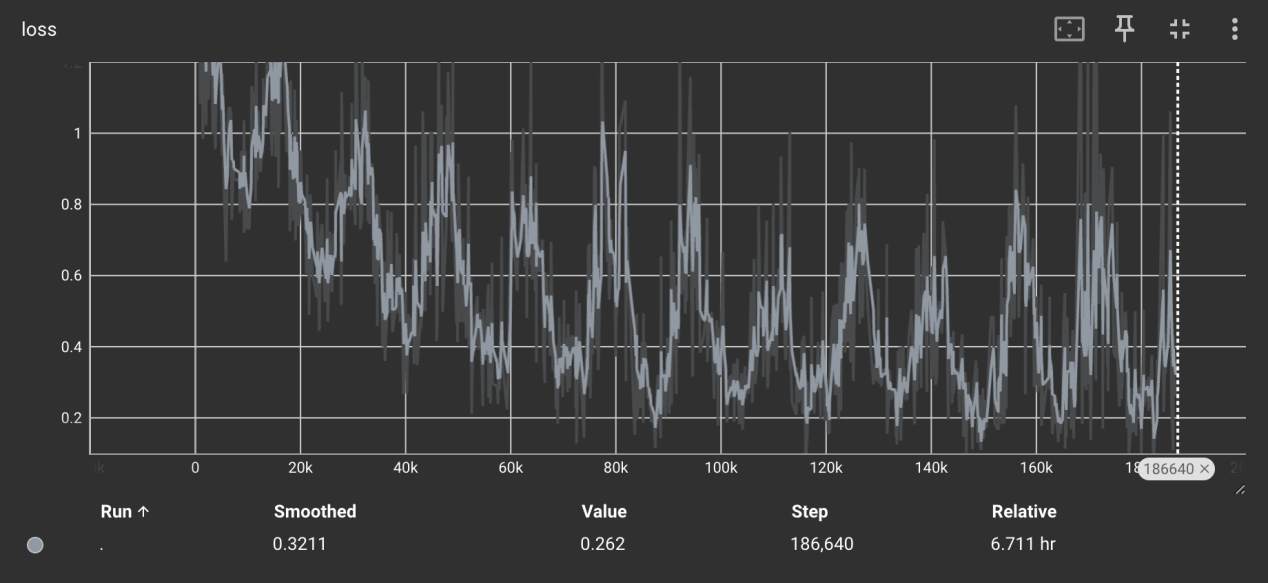 loss
1
0.8
0.6
0.4
0.2
0 20k 40k 60k 80k 100k 120k 140k 160k 186640 ×
Run ↑ Smoothed Value Step Relative
. 0.3211 0.262 186,640 6.711 hr